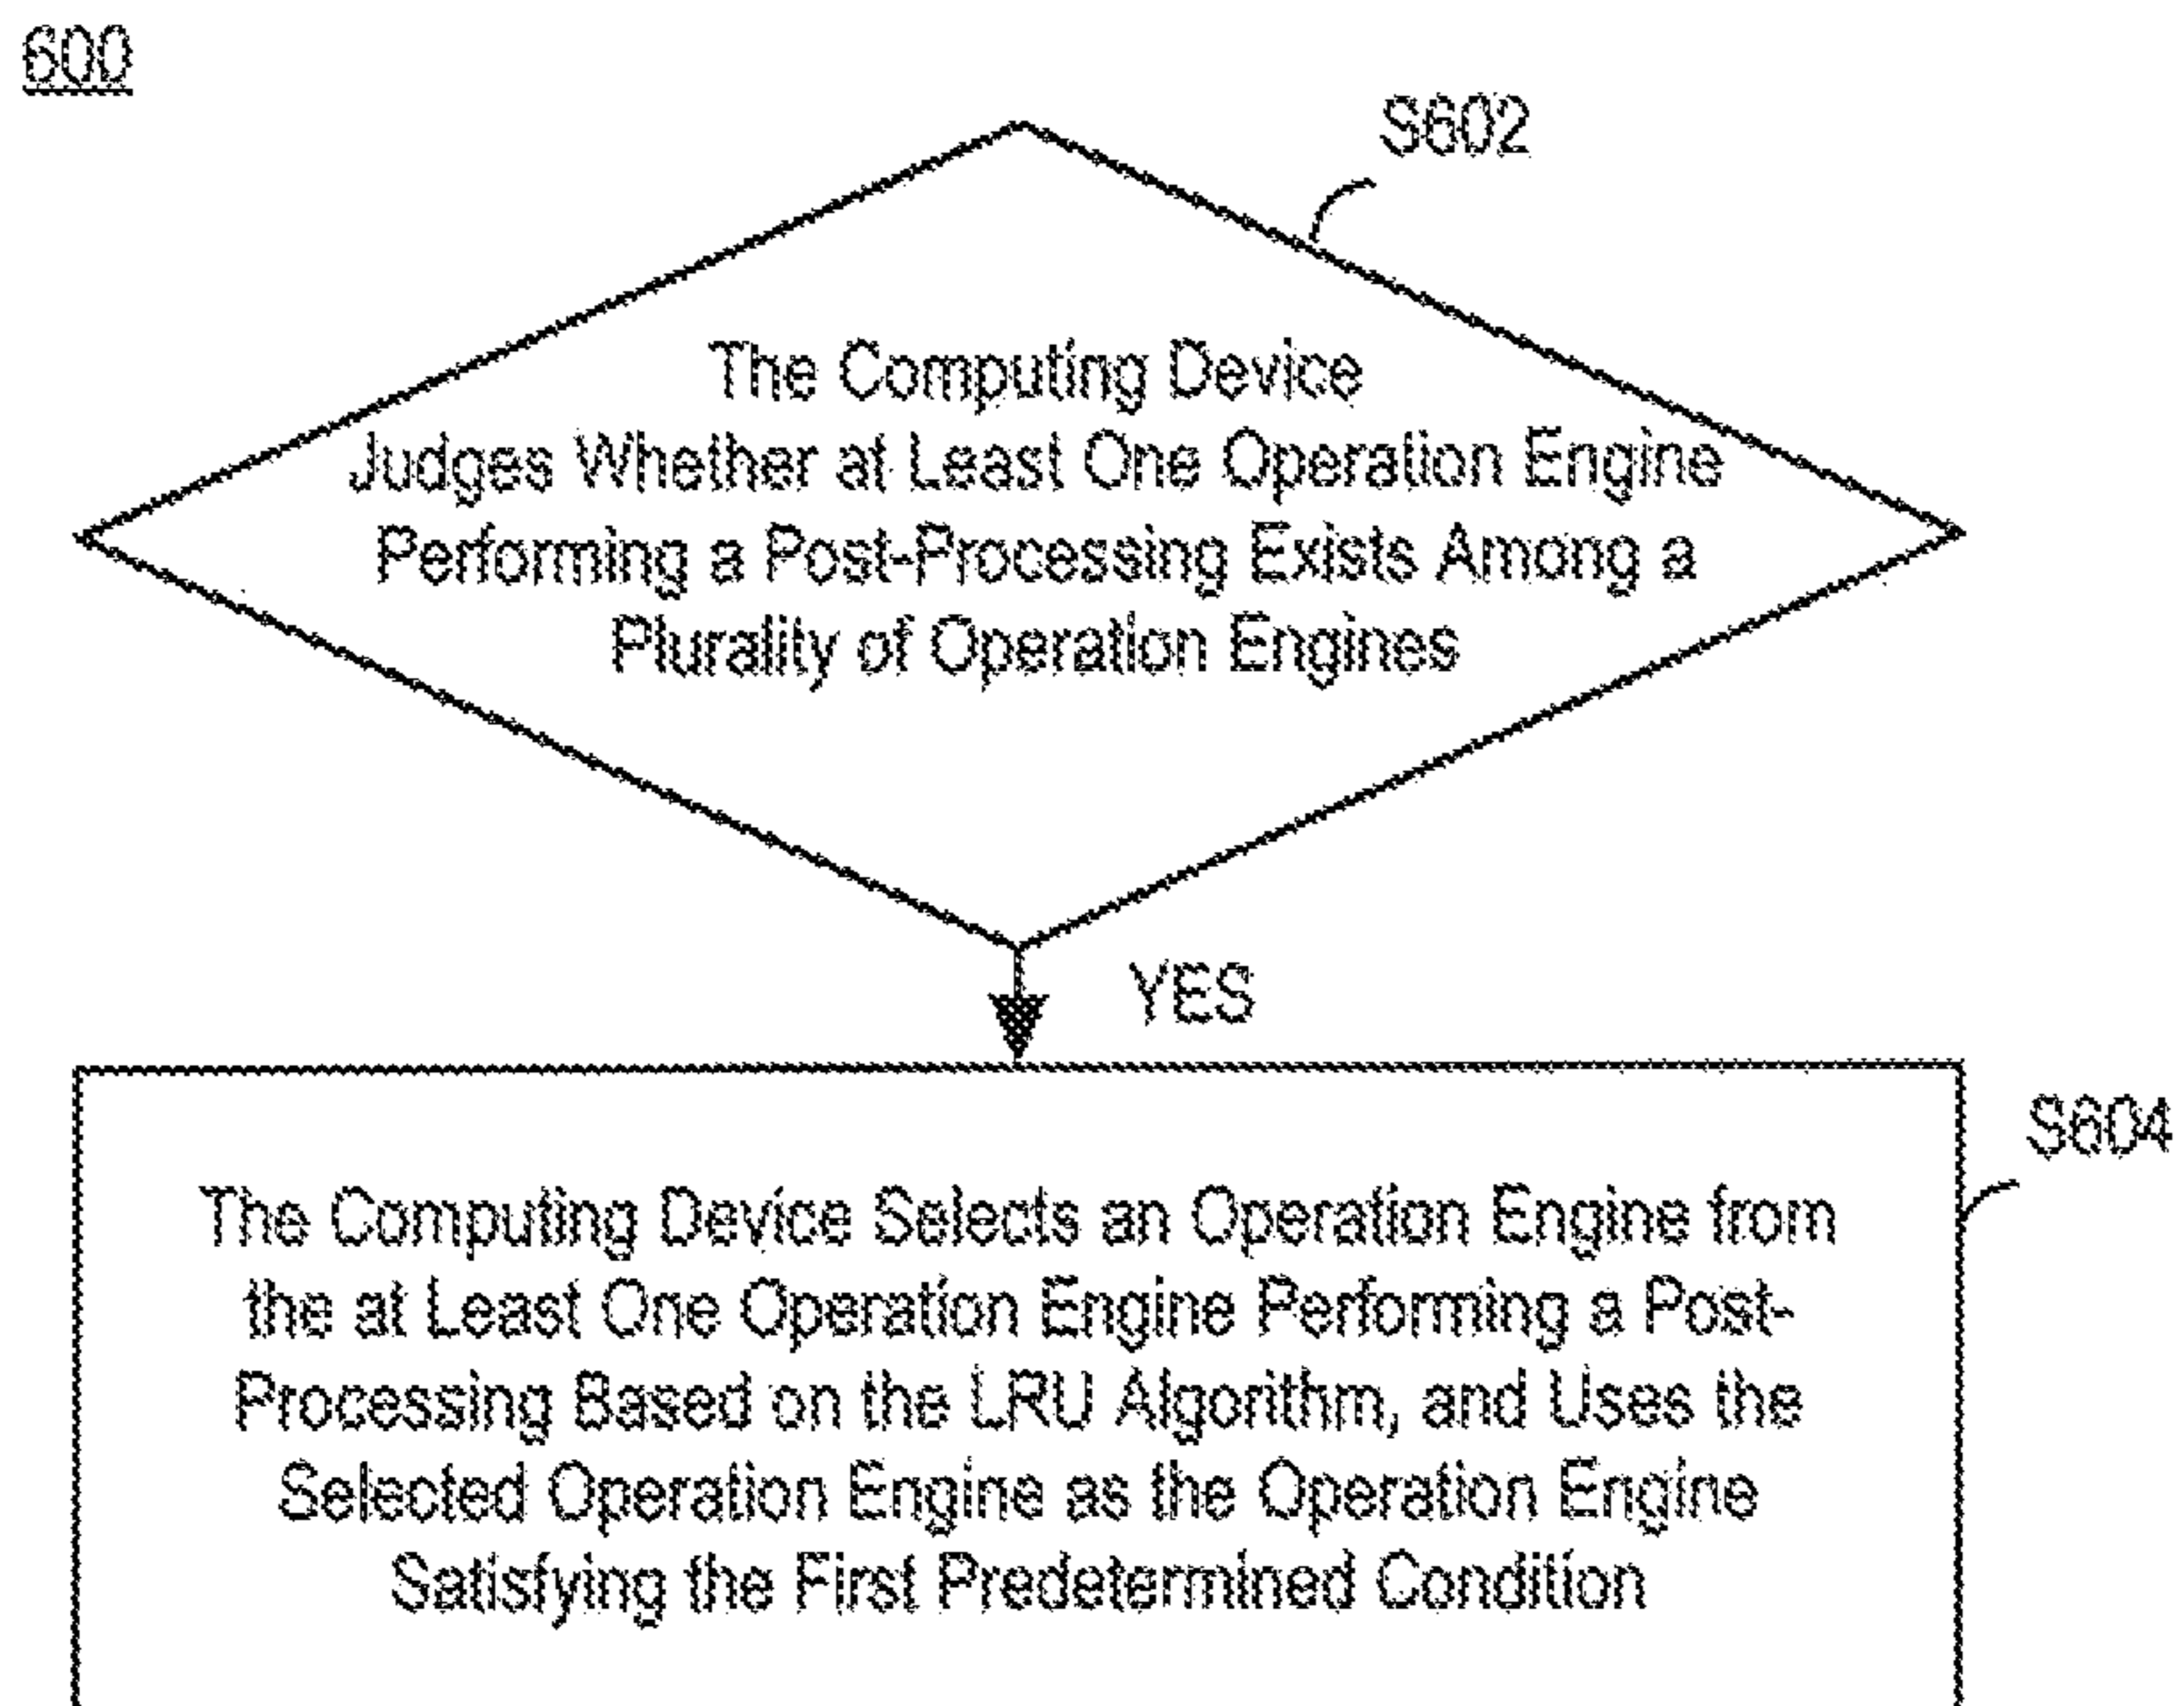 600
S602
The Computing Device
Judges Whether at Least One Operation Engine
Performing a Post-Processing Exists Among a
Plurality of Operation Engines
YES
S604
The Computing Device Selects an Operation Engine from
the at Least One Operation Engine Performing a Post-
Processing Based on the LRU Algorithm, and Uses the
Selected Operation Engine as the Operation Engine
Satisfying the First Predetermined Condition